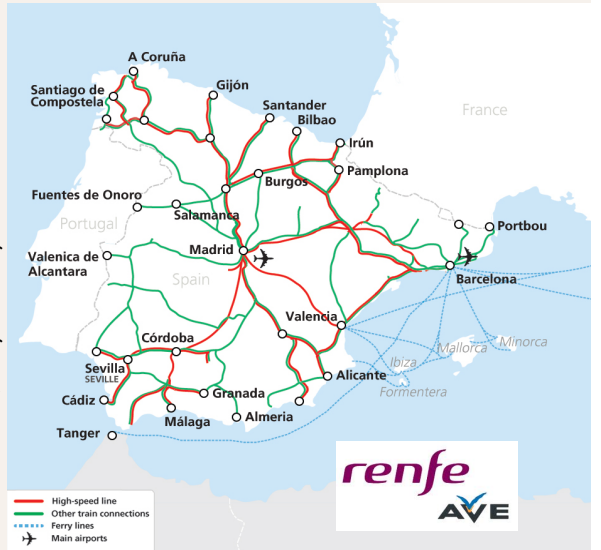 A Coruña
Gijón
Santiago de
Compostela
Santander
Bilbao
France
Irún
Pamplona
Burgos
Fuentes de Onoro
Salamanca
Portbou
Portugal
Madrid
Valenica de
Alcantara
Spain
Barcelona
Valencia
Córdoba
Mallorca
Minorca
Ibiza
Sevilla
SEVILLE
Alicante
Formentera
Cádiz
Granada
Málaga
Almeria
Tanger
renfe
AVE
High-speed line
Other train connections
Ferry lines
Main airports